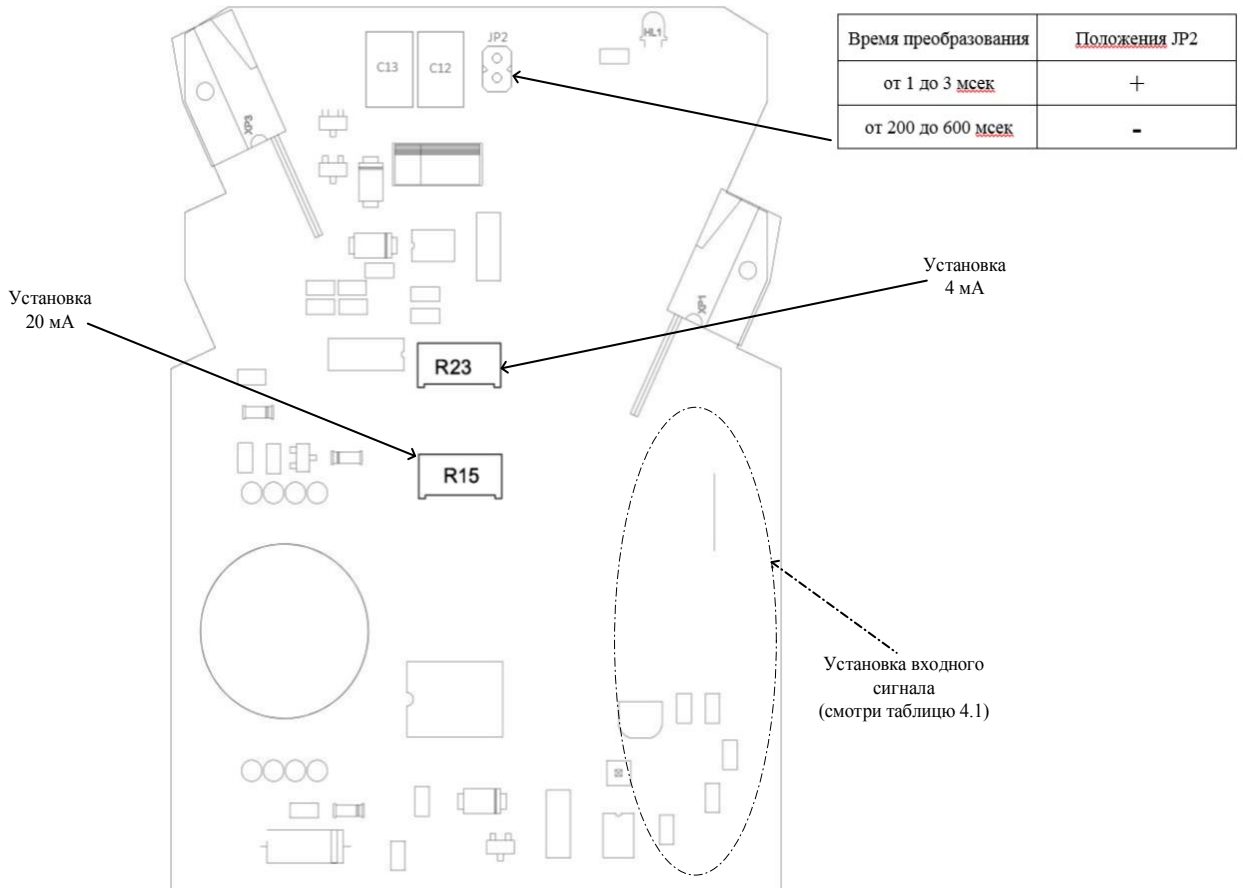 JP2
HL1
C13
C12
XP3
Время преобразования
Положения JP2
от 1 до 3 мсек
+
от 200 до 600 мсек
-
Установка
4 мА
Установка
20 мА
XP1
R23
R15
Установка входного
сигнала
(смотри таблицю 4.1)